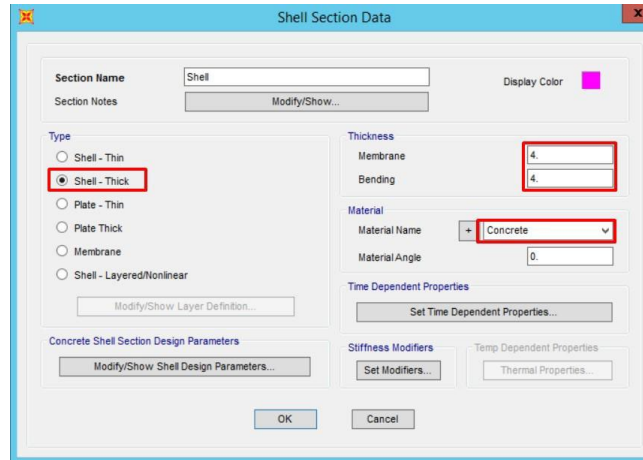 Shell Section Data
x
Section Name
Shell
Display Color
Section Notes
Modify/Show...
Type
Shell - Thin
Shell - Thick
Plate - Thin
Plate Thick
Membrane
Shell - Layered/Nonlinear
Modify/Show Layer Definition...
Thickness
Membrane
4.
Bending
4.
Material
Material Name
+
Concrete
Material Angle
0.
Time Dependent Properties
Set Time Dependent Properties...
Concrete Shell Section Design Parameters
Modify/Show Shell Design Parameters...
Stiffness Modifiers
Set Modifiers...
Temp Dependent Properties
Thermal Properties...
OK
Cancel